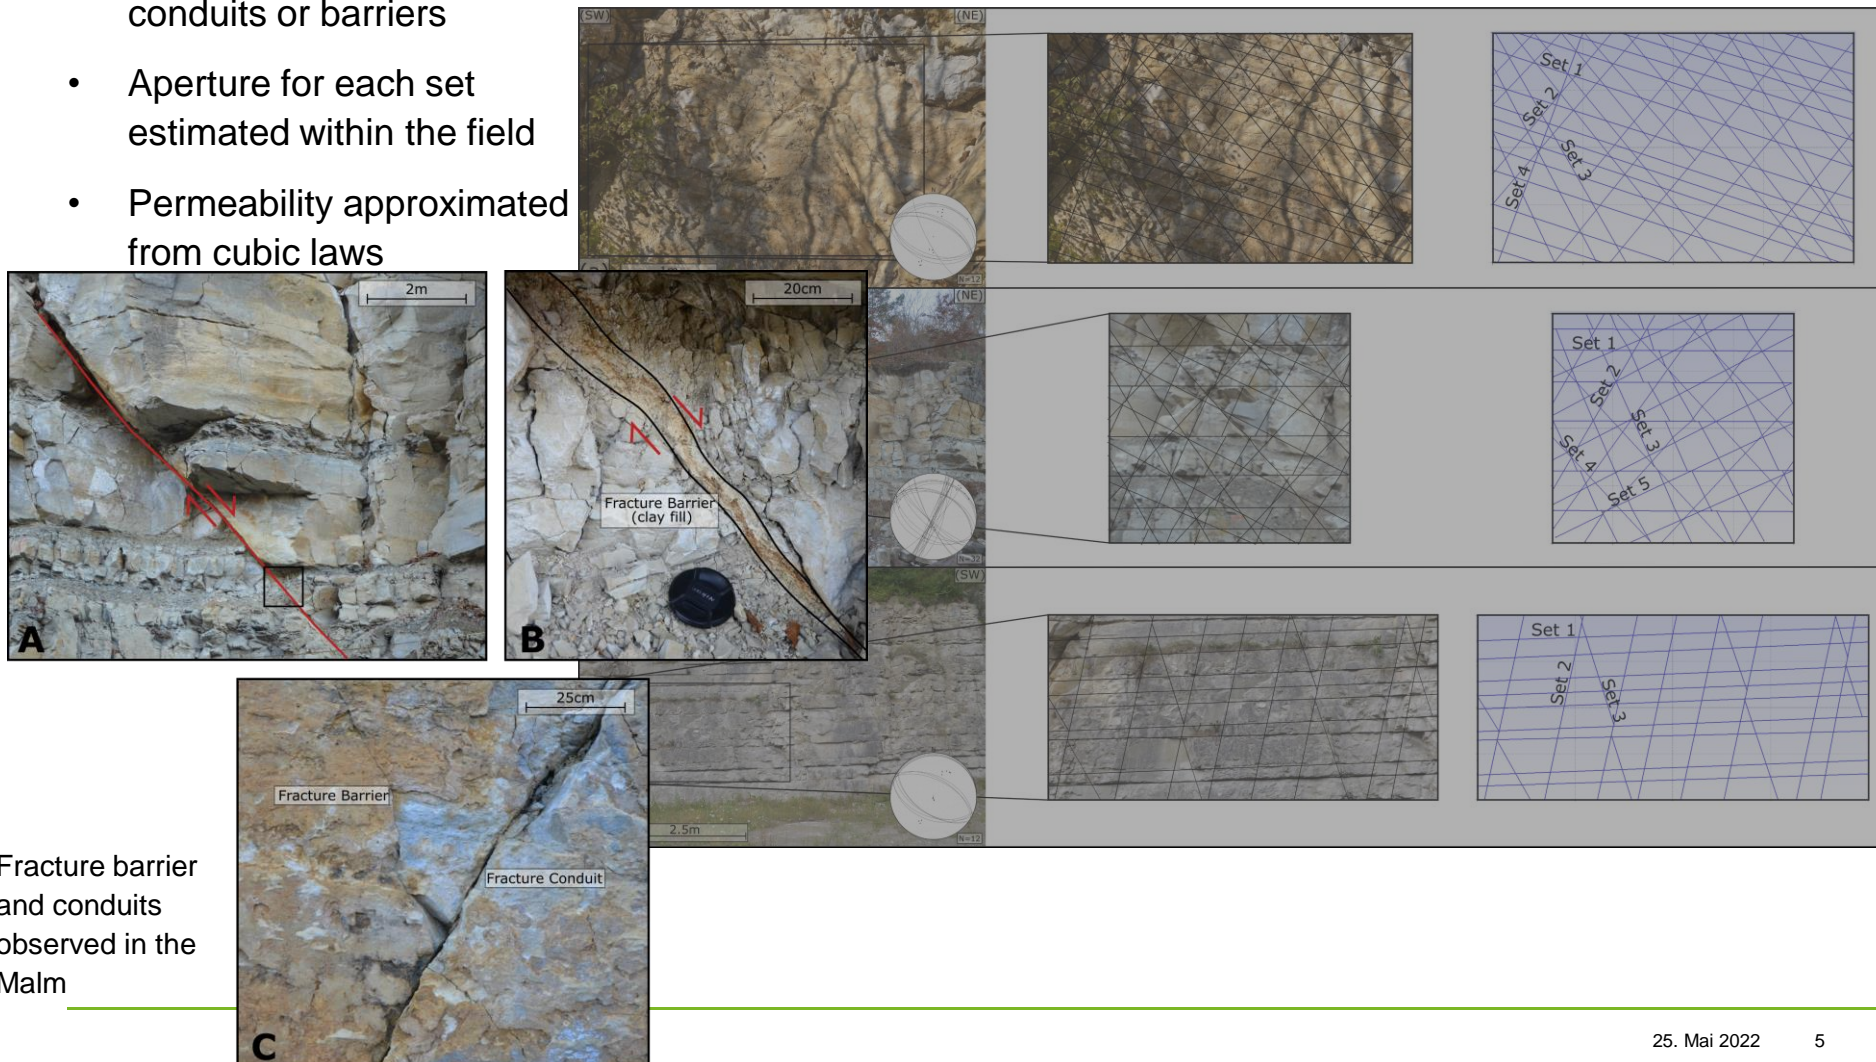 conduits or barriers
• Aperture for each set
estimated within the field
• Permeability approximated
from cubic laws
(SW)
(NE)
N=12
Set 1
Set 2
Set 3
Set 4
2m
A
20cm
Fracture Barrier
(clay fill)
B
(NE)
Set 1
Set 2
Set 3
Set 4
Set 5
(SW)
2.5m
N=12
Set 1
Set 2
Set 3
25cm
Fracture Barrier
Fracture Conduit
C
Fracture barrier
and conduits
observed in the
Malm
25. Mai 2022
5